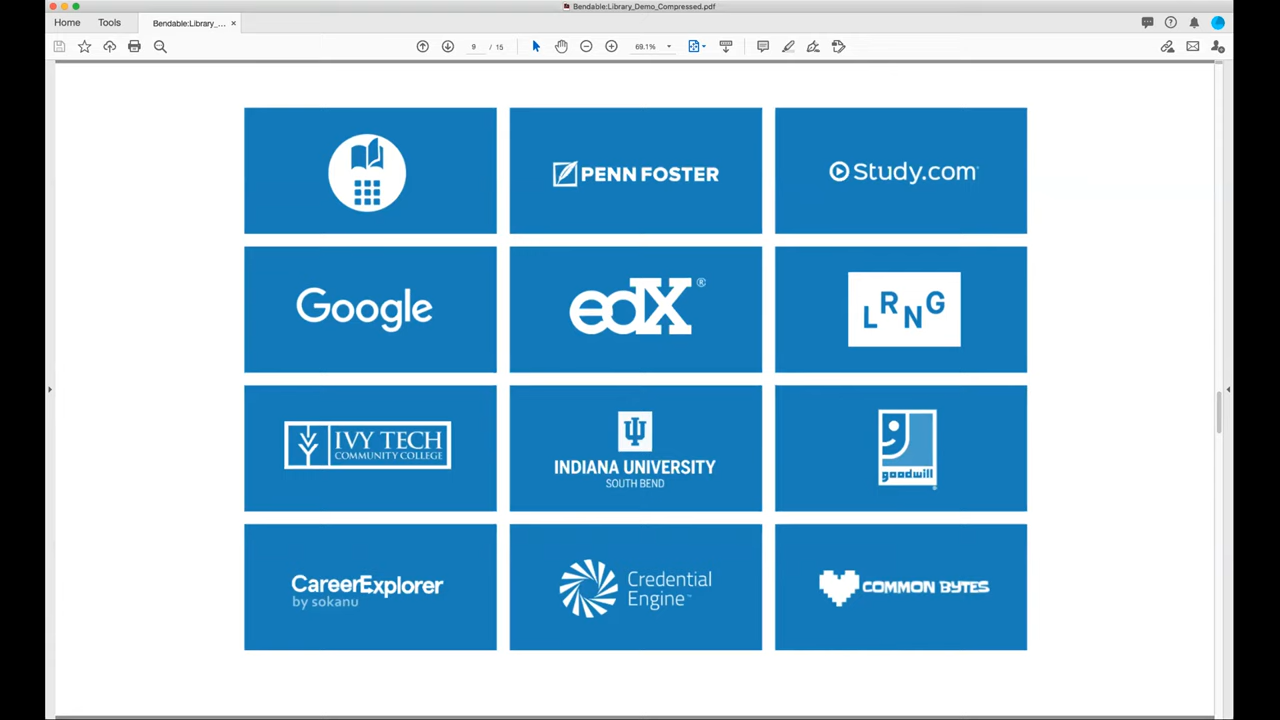 Bendable:Library_Demo_Compressed.pdf
Home
Tools
Bendable:Library_...
9 / 15
69.1%
PENN FOSTER
Study.com
Google
edX®
LRNG
IVY TECH
COMMUNITY COLLEGE
INDIANA UNIVERSITY
SOUTH BEND
goodwill
CareerExplorer
by sokanu
Credential
Engine™
COMMON BYTES